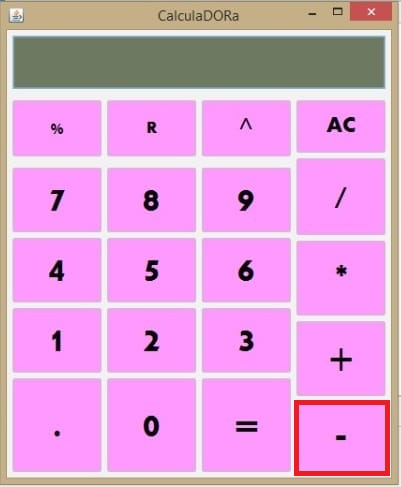 CalculaDORa
% R ^ AC
7 8 9 /
4 5 6 *
1 2 3 +
. 0 = -